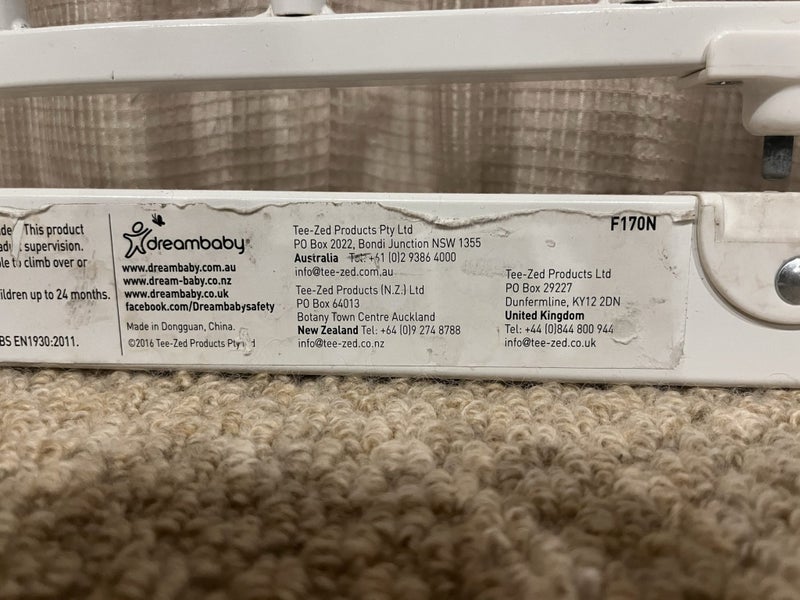 This product
supervision.
to climb over or
ildren up to 24 months.
BS EN1930:2011.
dreambaby®
www.dreambaby.com.au
www.dream-baby.co.nz
www.dreambaby.co.uk
facebook.com/Dreambabysafety
Made in Dongguan, China.
©2016 Tee-Zed Products Pty
Tee-Zed Products Pty Ltd
PO Box 2022, Bondi Junction NSW 1355
Australia Tel: +61 (0)2 9386 4000
info@tee-zed.com.au
Tee-Zed Products (N.Z.) Ltd
PO Box 64013
Botany Town Centre Auckland
New Zealand Tel: +64 (0)9 274 8788
info@tee-zed.co.nz
F170N
Tee-Zed Products Ltd
PO Box 29227
Dunfermline, KY12 2DN
United Kingdom
Tel: +44 (0)844 800 944
info@tee-zed.co.uk